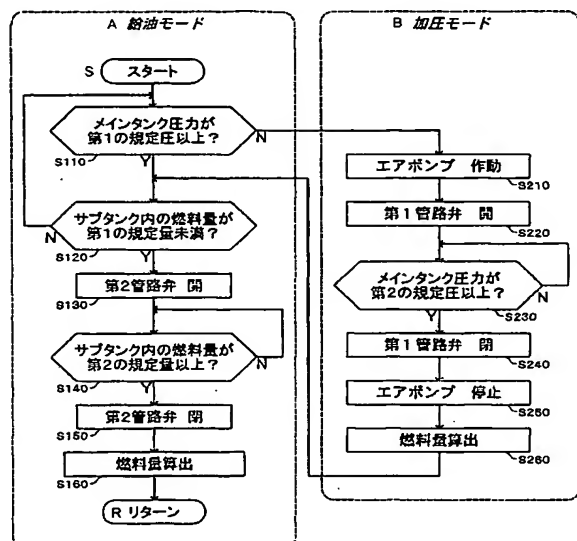 A 給油モード
S スタート
メインタンク圧力が
第1の規定圧以上?
N
S110
Y
サブタンク内の燃料量が
第1の規定量未満?
N
S120
Y
第2管路弁 開
S130
サブタンク内の燃料量が
第2の規定量以上?
N
S140
Y
第2管路弁 閉
S150
燃料量算出
S160
R リターン
B 加圧モード
エアポンプ 作動
S210
第1管路弁 開
S220
メインタンク圧力が
第2の規定圧以上?
N
Y
S230
第1管路弁 閉
S240
エアポンプ 停止
S250
燃料量算出
S260